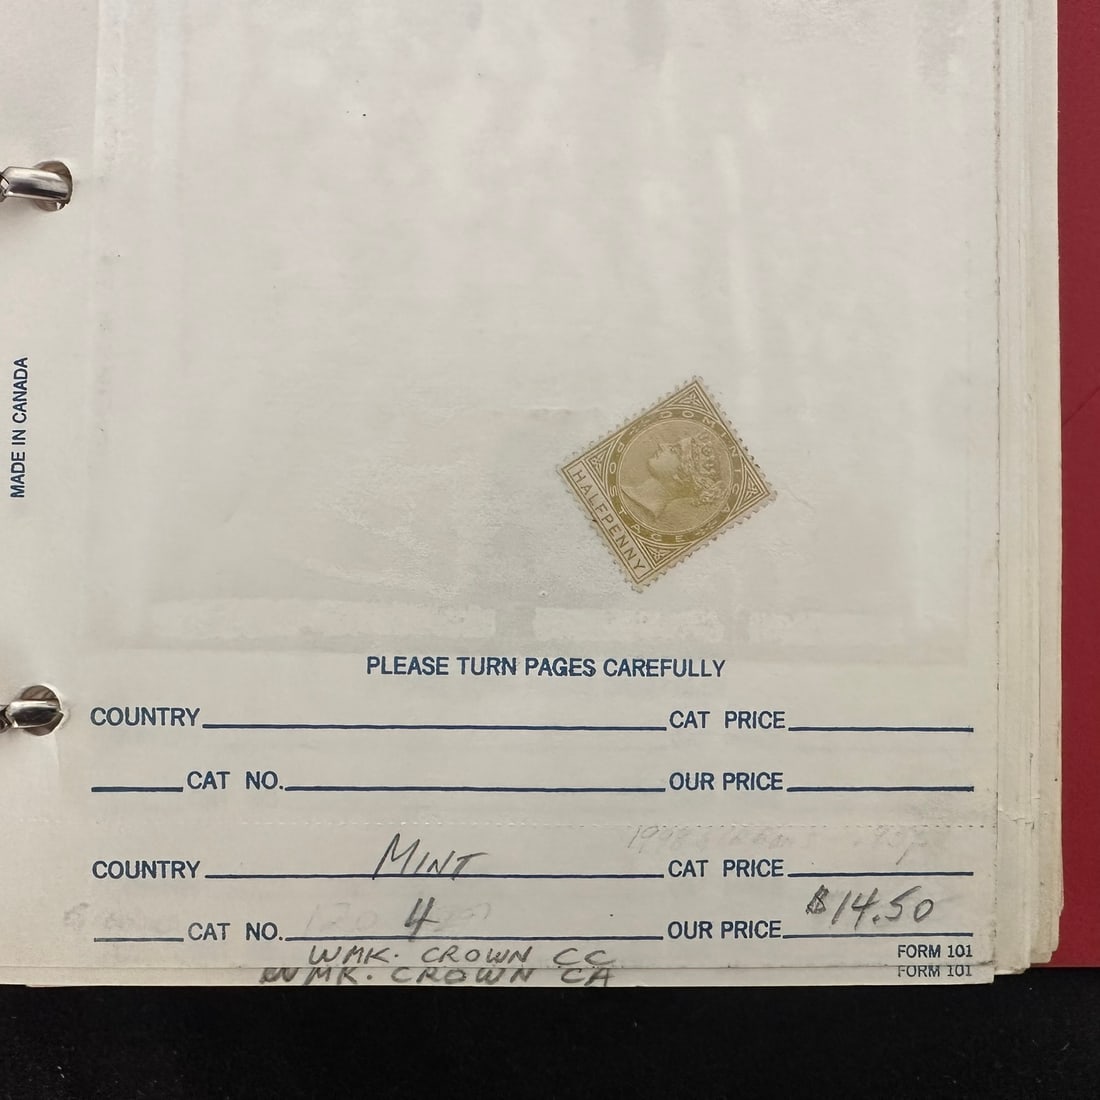 MADE IN CANADA
DOMINICA
POSTAGE
HALFPENNY
PLEASE TURN PAGES CAREFULLY
COUNTRY CAT PRICE
CAT NO. OUR PRICE
COUNTRY MINT CAT PRICE
CAT NO. 4 OUR PRICE $14.50
WMK. CROWN CC FORM 101
WMK. CROWN CA FORM 101